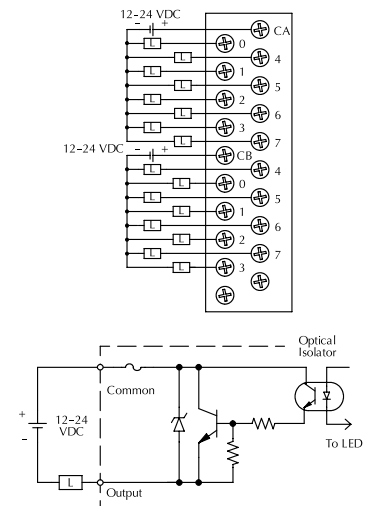 12–24 VDC
- +
CA
L
0
L
4
L
1
L
5
L
2
L
6
L
3
L
7
12–24 VDC
- +
CB
L
4
L
0
L
5
L
1
L
6
L
2
L
7
L
3
Optical
Isolator
Common
+
12–24
VDC
-
To LED
L
Output